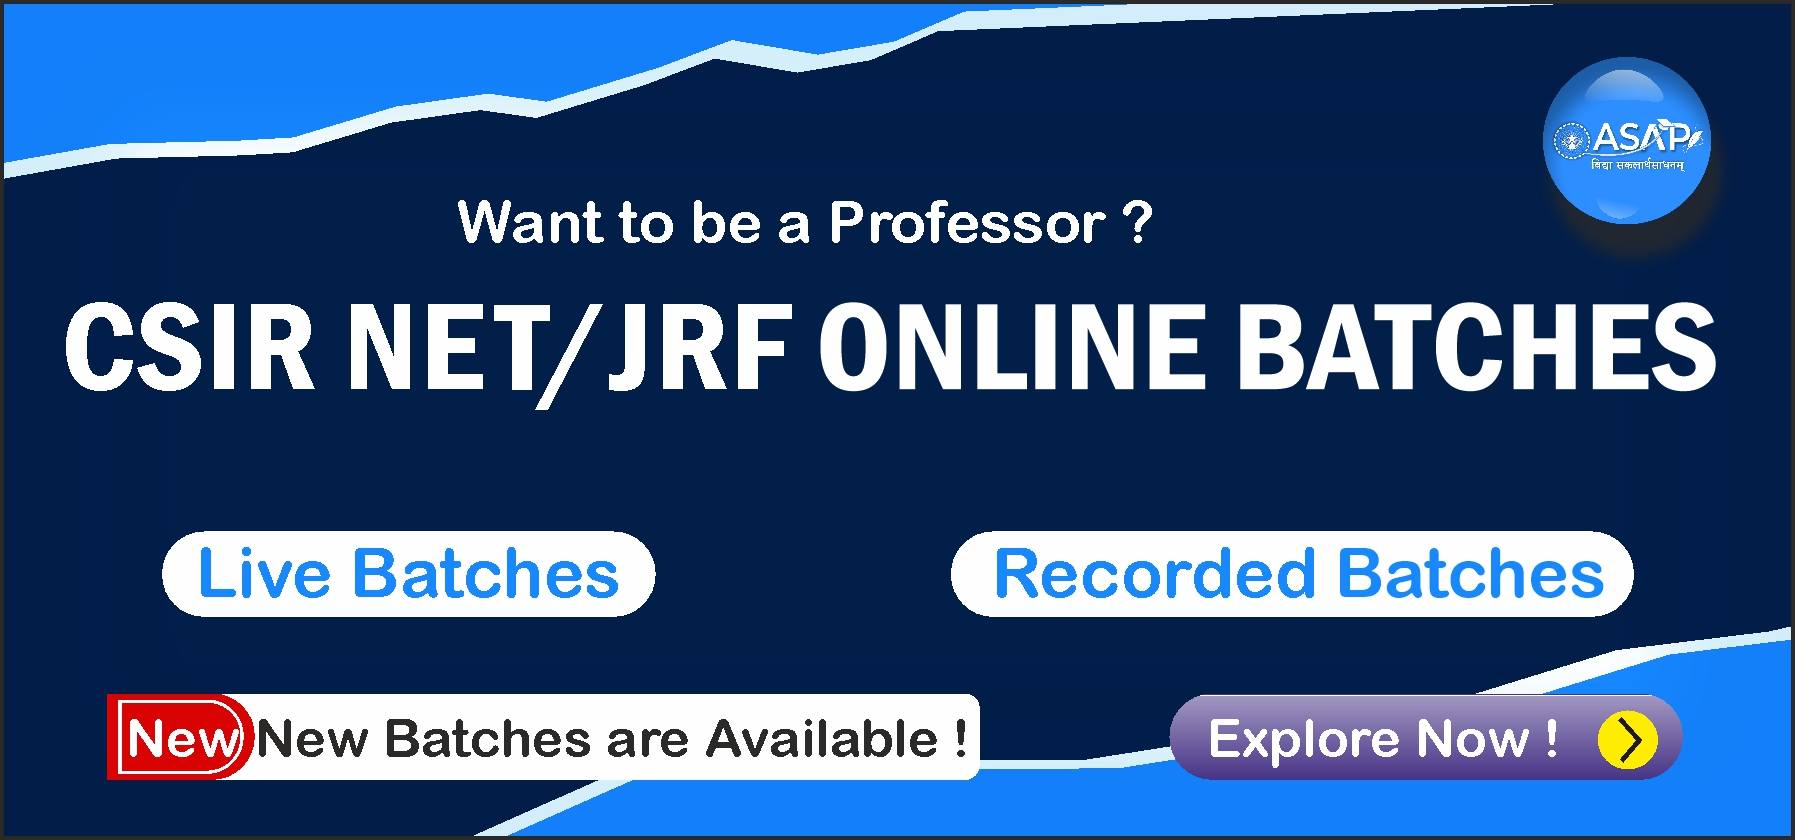 ASAP
विद्या सकलार्थसाधनम्
Want to be a Professor ?
CSIR NET/JRF ONLINE BATCHES
Live Batches
Recorded Batches
New New Batches are Available !
Explore Now !